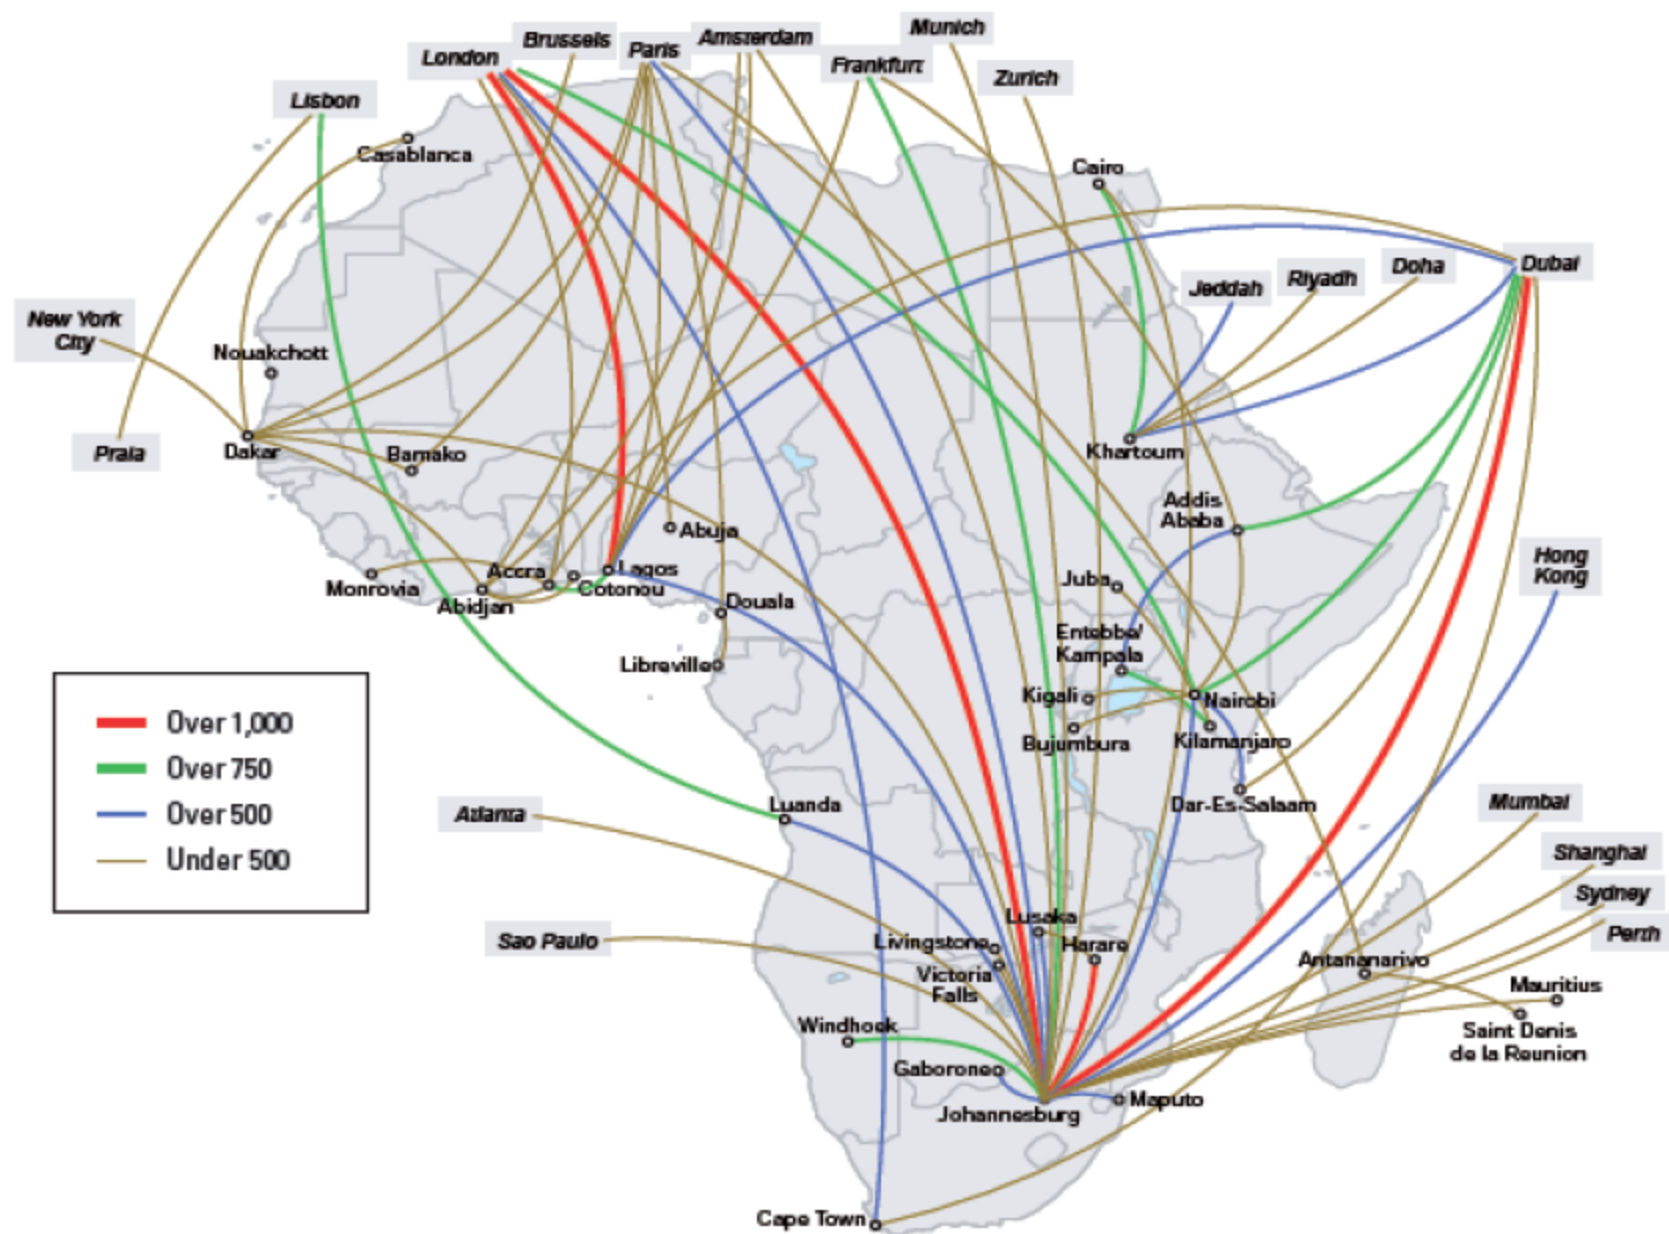 Munich
Brussels
Amsterdam
London
Paris
Frankfurt
Zurich
Lisbon
Casablanca
Cairo
Dubai
Doha
Riyadh
Jeddah
New York
City
Nouakchott
Praia
Dakar
Bamako
Khartoum
Addis
Ababa
Abuja
Hong
Kong
Accra
Lagos
Juba
Monrovia
Cotonou
Abidjan
Douala
Entebbe/
Kampala
Libreville
Kigali
Nairobi
Bujumbura
Kilamanjaro
Over 1,000
Over 750
Over 500
Under 500
Luanda
Dar-Es-Salaam
Atlanta
Mumbai
Shanghai
Sydney
Perth
Lusaka
Sao Paulo
Livingstone
Harare
Victoria
Falls
Antananarivo
Mauritius
Saint Denis
de la Reunion
Windhoek
Gaborone
Johannesburg
Maputo
Cape Town